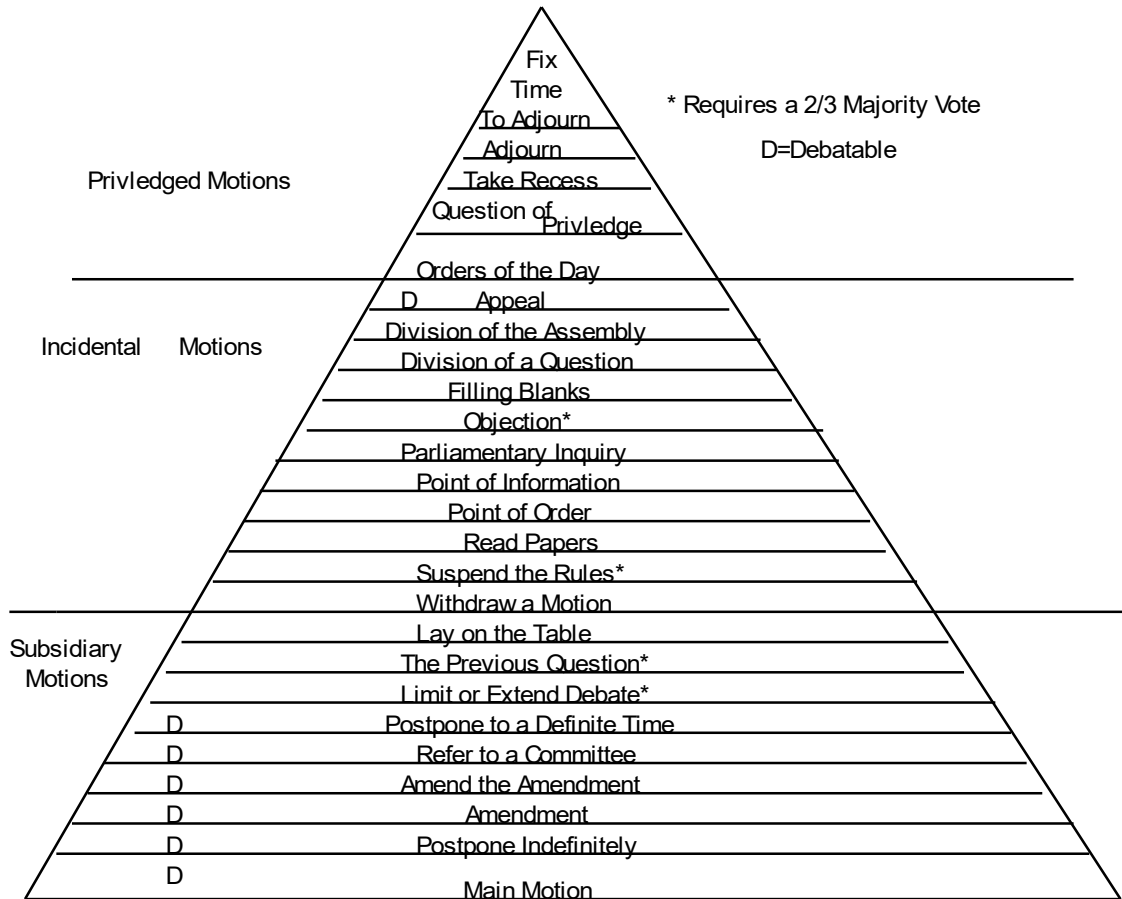 Fix
Time
To Adjourn
* Requires a 2/3 Majority Vote
Adjourn
D=Debatable
Privledged Motions
Take Recess
Question of
Privledge
Orders of the Day
D Appeal
Incidental Motions
Division of the Assembly
Division of a Question
Filling Blanks
Objection*
Parliamentary Inquiry
Point of Information
Point of Order
Read Papers
Suspend the Rules*
Withdraw a Motion
Lay on the Table
Subsidiary
Motions
The Previous Question*
Limit or Extend Debate*
D Postpone to a Definite Time
D Refer to a Committee
D Amend the Amendment
D Amendment
D Postpone Indefinitely
D Main Motion